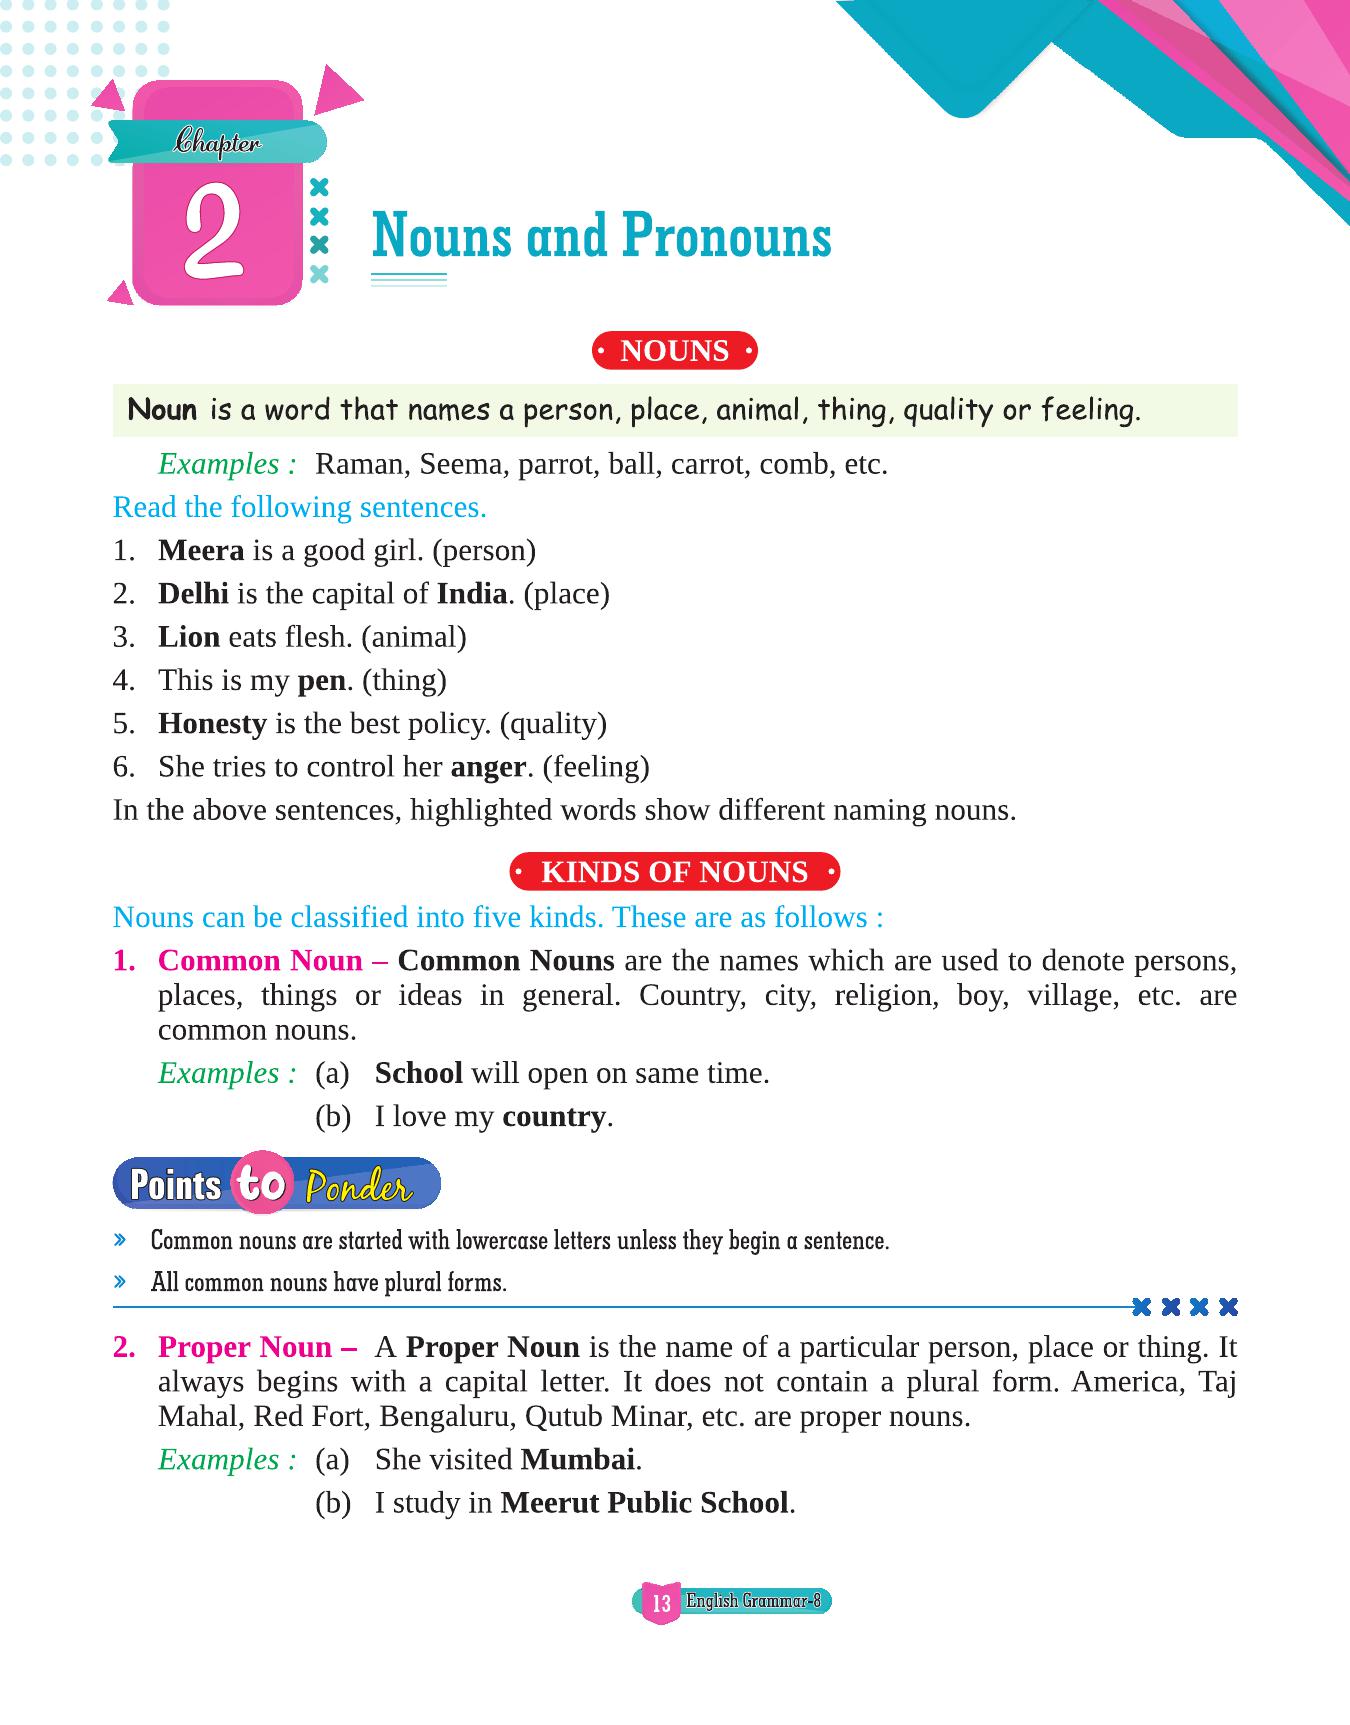 Chapter
2
Nouns and Pronouns
NOUNS
Noun is a word that names a person, place, animal, thing, quality or feeling.
Examples : Raman, Seema, parrot, ball, carrot, comb, etc.
Read the following sentences.
1. Meera is a good girl. (person)
2. Delhi is the capital of India. (place)
3. Lion eats flesh. (animal)
4. This is my pen. (thing)
5. Honesty is the best policy. (quality)
6. She tries to control her anger. (feeling)
In the above sentences, highlighted words show different naming nouns.
KINDS OF NOUNS
Nouns can be classified into five kinds. These are as follows :
1. Common Noun – Common Nouns are the names which are used to denote persons,
places, things or ideas in general. Country, city, religion, boy, village, etc. are
common nouns.
Examples : (a) School will open on same time.
(b) I love my country.
Points to Ponder
» Common nouns are started with lowercase letters unless they begin a sentence.
» All common nouns have plural forms.
2. Proper Noun – A Proper Noun is the name of a particular person, place or thing. It
always begins with a capital letter. It does not contain a plural form. America, Taj
Mahal, Red Fort, Bengaluru, Qutub Minar, etc. are proper nouns.
Examples : (a) She visited Mumbai.
(b) I study in Meerut Public School.
13 English Grammar-8